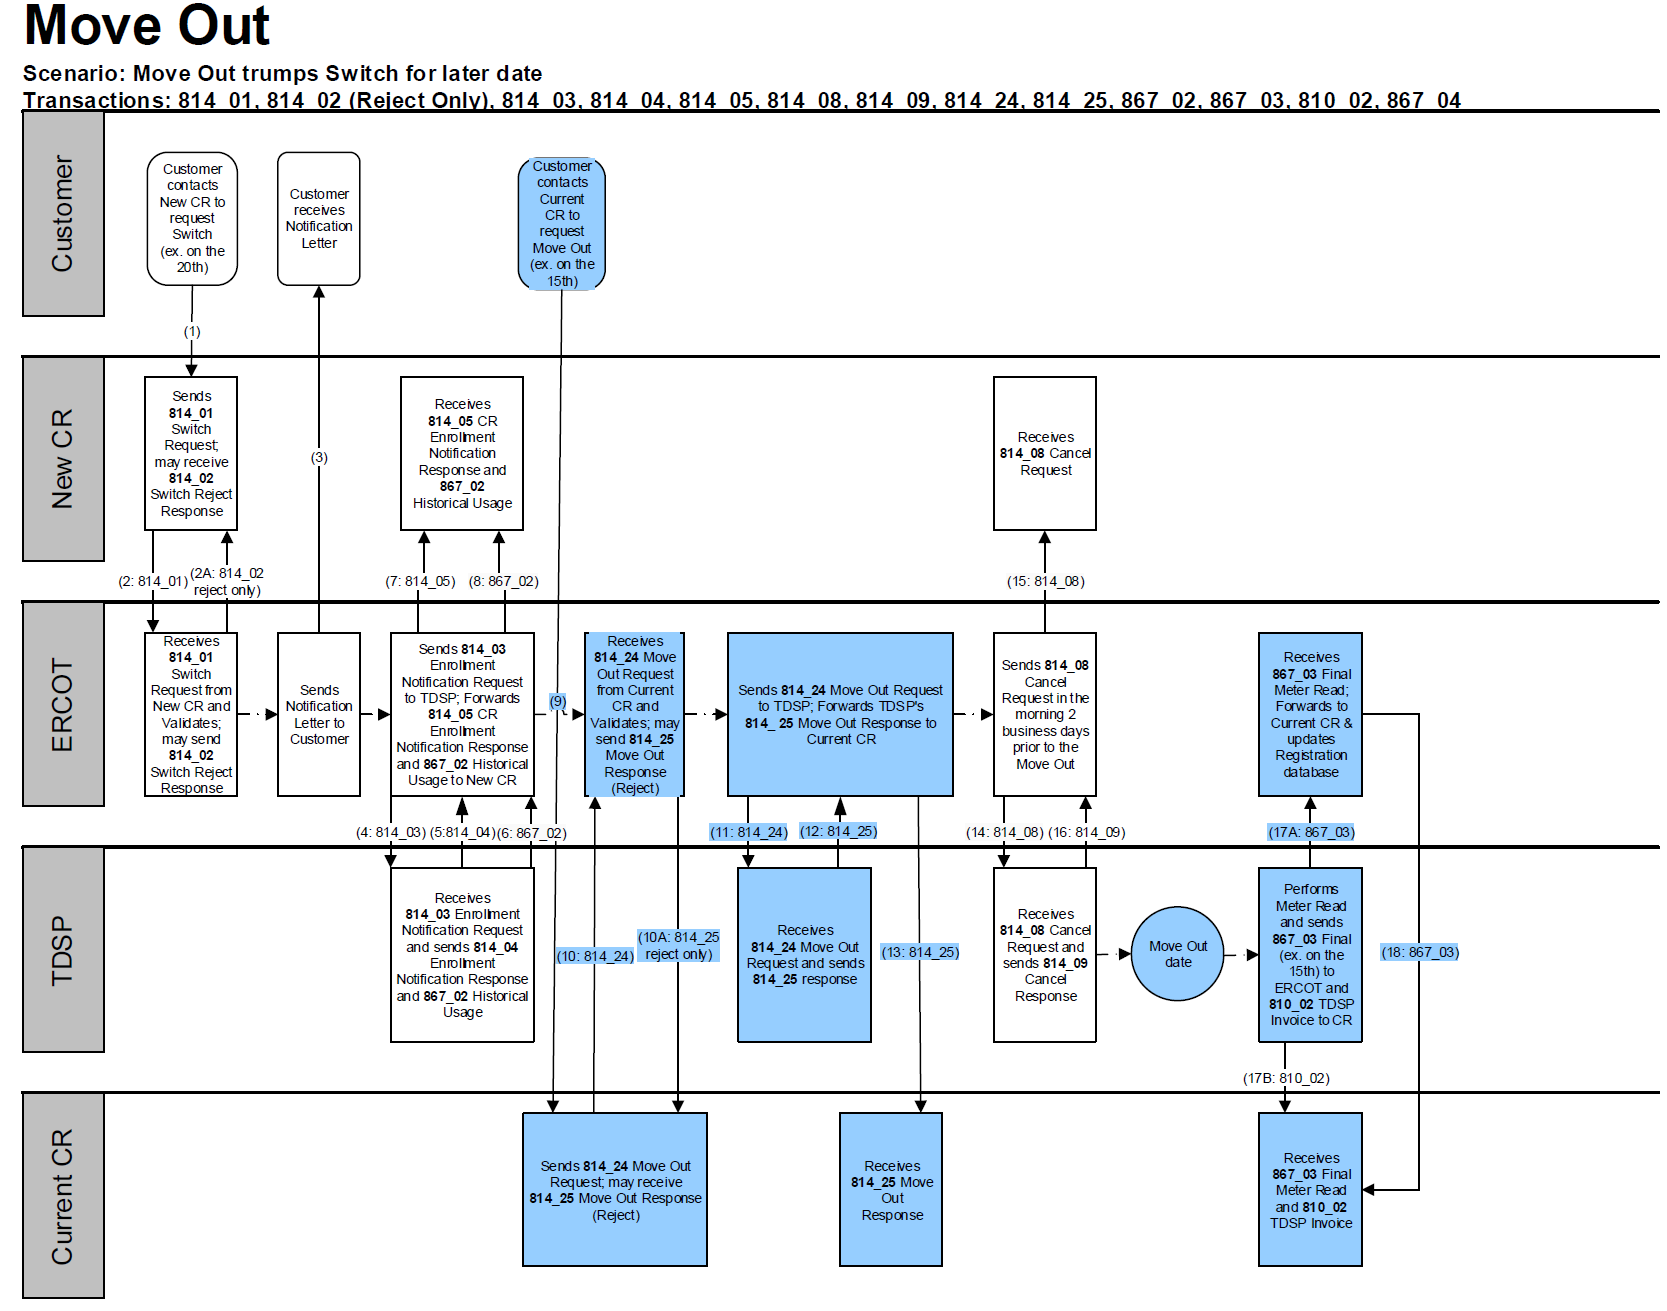 Move Out
Scenario: Move Out trumps Switch for later date
Transactions: 814_01, 814_02 (Reject Only), 814_03, 814_04, 814_05, 814_08, 814_09, 814_24, 814_25, 867_02, 867_03, 810_02, 867_04
Customer
Customer
contacts
New CR to
request
Switch
(ex. on the
20th)
Customer
receives
Notification
Letter
Customer
contacts
Current
CR to
request
Move Out
(ex. on the
15th)
(1)
New CR
Sends
814_01
Switch
Request;
may receive
814_02
Switch Reject
Response
(3)
Receives
814_05 CR
Enrollment
Notification
Response and
867_02
Historical Usage
Receives
814_08 Cancel
Request
(2: 814_01)
(2A: 814_02
reject only)
(7: 814_05)
(8: 867_02)
(15: 814_08)
ERCOT
Receives
814_01
Switch
Request from
New CR and
Validates;
may send
814_02
Switch Reject
Response
Sends
Notification
Letter to
Customer
Sends 814_03
Enrollment
Notification Request
to TDSP; Forwards
814_05 CR
Enrollment
Notification Response
and 867_02 Historical
Usage to New CR
(9)
Receives
814_24 Move
Out Request
from Current
CR and
Validates; may
send 814_25
Move Out
Response
(Reject)
Sends 814_24 Move Out Request
to TDSP; Forwards TDSP's
814_ 25 Move Out Response to
Current CR
Sends 814_08
Cancel
Request in the
morning 2
business days
prior to the
Move Out
Receives
867_03 Final
Meter Read;
Forwards to
Current CR &
updates
Registration
database
(4: 814_03)
(5:814_04)
(6: 867_02)
(11: 814_24)
(12: 814_25)
(14: 814_08)
(16: 814_09)
(17A: 867_03)
TDSP
Receives
814_03 Enrollment
Notification Request
and sends 814_04
Enrollment
Notification Response
and 867_02 Historical
Usage
(10: 814_24)
(10A: 814_25
reject only)
Receives
814_24 Move Out
Request and sends
814_25 response
(13: 814_25)
Receives
814_08 Cancel
Request and
sends 814_09
Cancel
Response
Move Out
date
Performs
Meter Read
and sends
867_03 Final
(ex. on the
15th) to
ERCOT and
810_02 TDSP
Invoice to CR
(18: 867_03)
(17B: 810_02)
Current CR
Sends 814_24 Move Out
Request; may receive
814_25 Move Out Response
(Reject)
Receives
814_25 Move
Out
Response
Receives
867_03 Final
Meter Read
and 810_02
TDSP Invoice